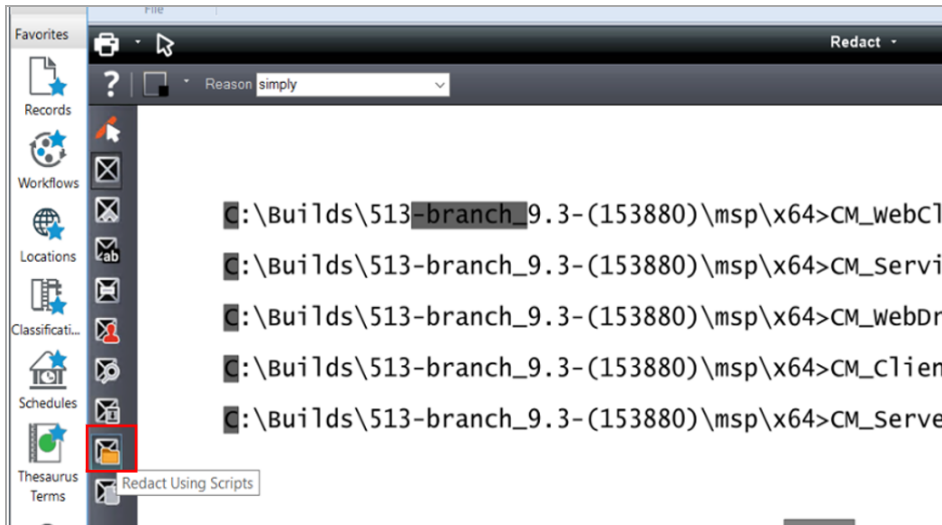 File
Favorites
Redact
Reason simply
Records
Workflows
Locations
Classificati...
Schedules
Thesaurus
Terms
ab
C:\Builds\513-branch_9.3-(153880)\msp\x64>CM_WebCl
C:\Builds\513-branch_9.3-(153880)\msp\x64>CM_Servi
C:\Builds\513-branch_9.3-(153880)\msp\x64>CM_WebDr
C:\Builds\513-branch_9.3-(153880)\msp\x64>CM_Clien
C:\Builds\513-branch_9.3-(153880)\msp\x64>CM_Serve
Redact Using Scripts